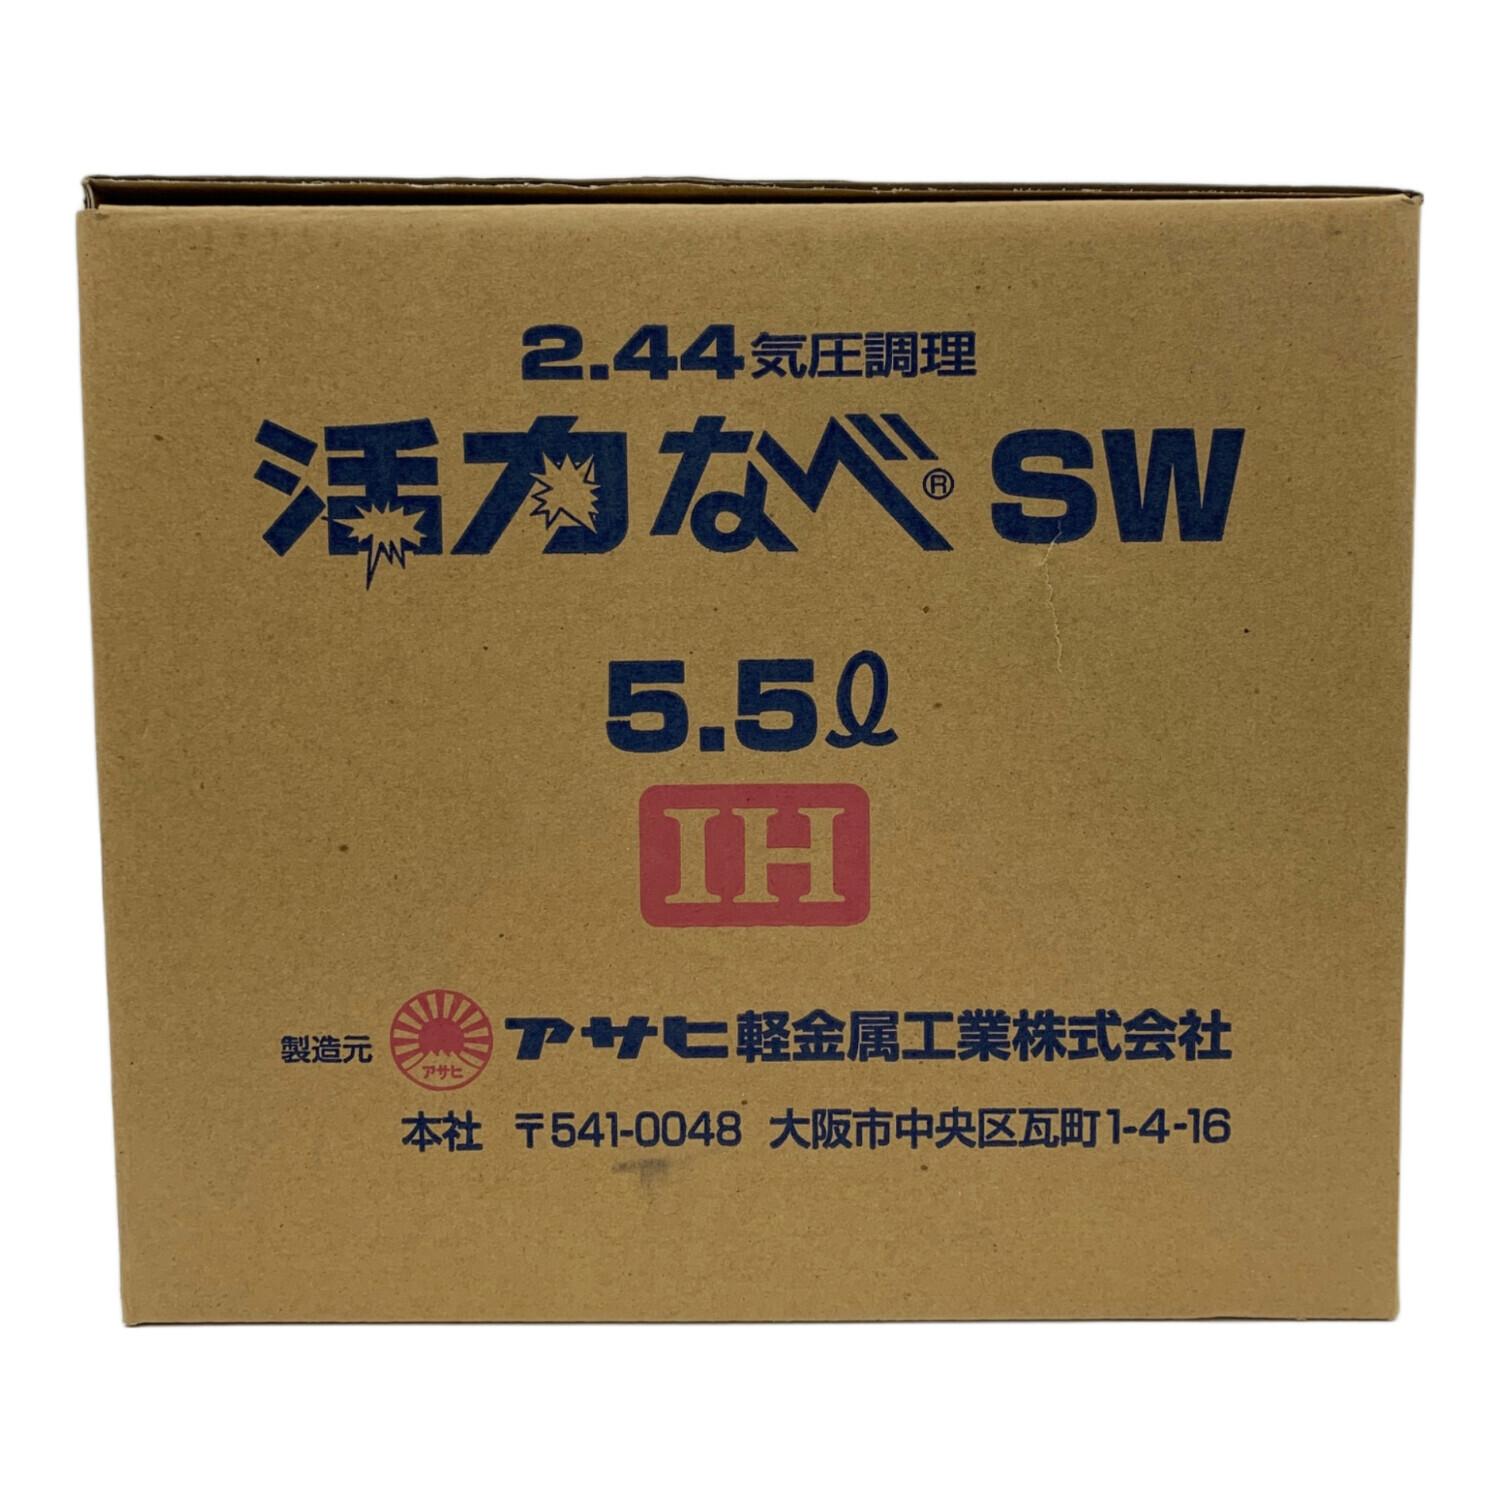 2.44気圧調理
活力なべ® SW
5.5ℓ
IH
製造元 アサヒ アサヒ軽金属工業株式会社
本社 〒541-0048 大阪市中央区瓦町1-4-16